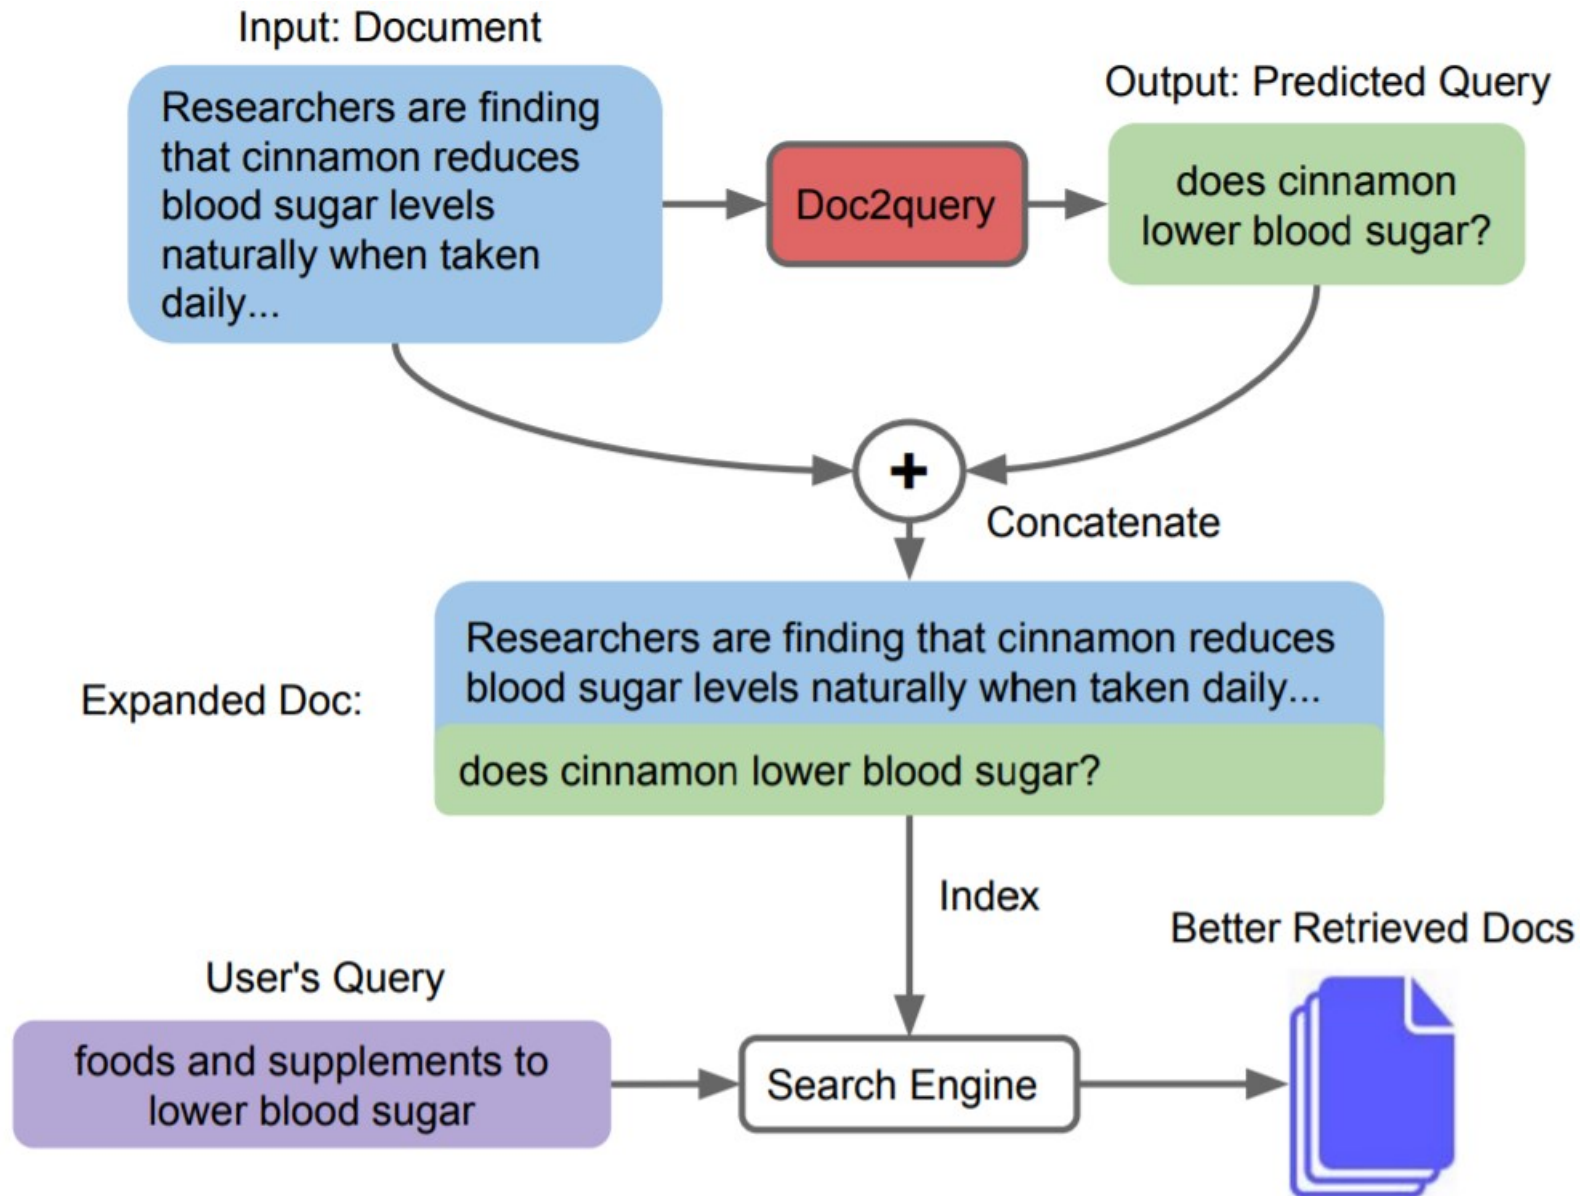 Input: Document
Researchers are finding
that cinnamon reduces
blood sugar levels
naturally when taken
daily...
Doc2query
Output: Predicted Query
does cinnamon
lower blood sugar?
+
Concatenate
Expanded Doc:
Researchers are finding that cinnamon reduces
blood sugar levels naturally when taken daily...
does cinnamon lower blood sugar?
Index
User's Query
foods and supplements to
lower blood sugar
Search Engine
Better Retrieved Docs